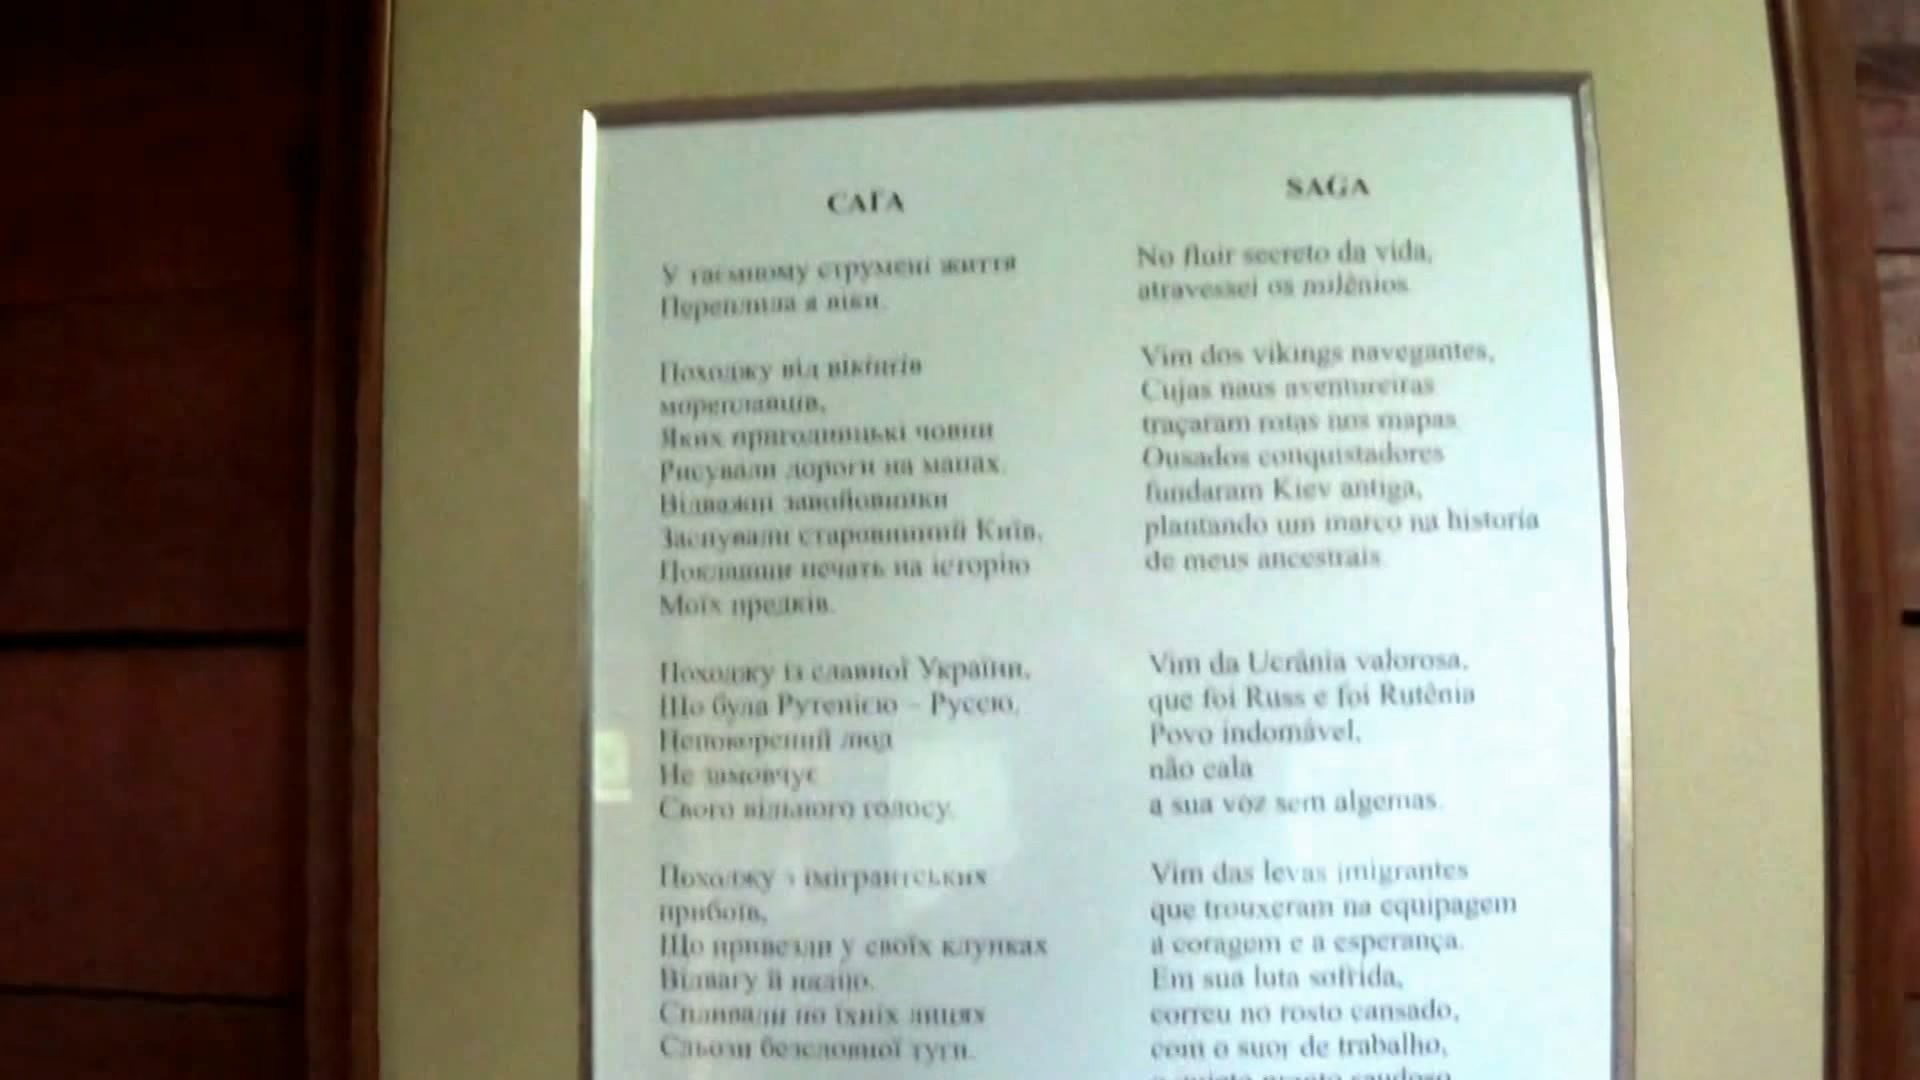 САҐА
У таємному струмені життя
Переплила я віки.
Походжу від вікінгів
мореплавців,
Яких пригодницькі човни
Рисували дороги на мапах.
Відважні завойовники
Заснували старовинний Київ,
Поклавши печать на історію
Моїх предків.
Походжу із славної України,
Що була Рутенією – Руссю,
Непокорений люд
Не замовчує
Свого вільного голосу.
Походжу з імігрантських
прибоїв,
Що привезли у своїх клунках
Відвагу й надію.
Спливали по їхніх лицях
Сльози безсловної туги.
SAGA
No fluir secreto da vida,
atravessei os milênios.
Vim dos vikings navegantes,
Cujas naus aventureiras
traçaram rotas nos mapas.
Ousados conquistadores
fundaram Kiev antiga,
plantando um marco na historía
de meus ancestrais.
Vim da Ucrânia valorosa,
que foi Russ e foi Rutênia
Povo indomável,
não cala
a sua voz sem algemas.
Vim das levas imigrantes
que trouxeram na equipagem
a coragem e a esperança.
Em sua luta sofrida,
correu no rosto cansado,
com o suor de trabalho,